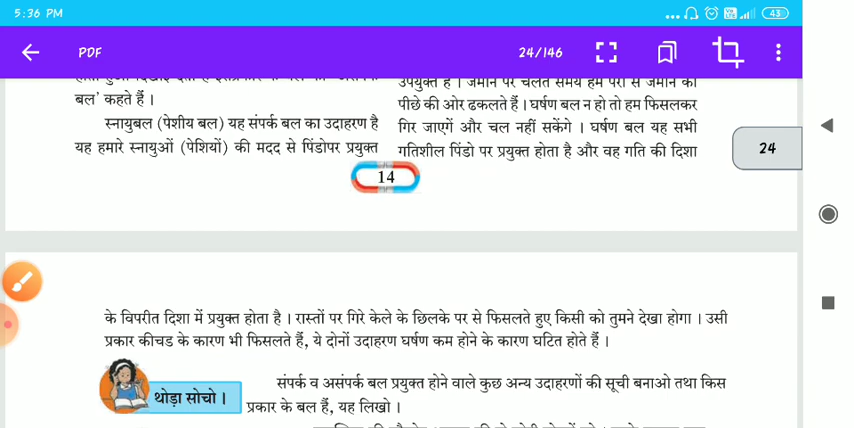 5:36 PM
43
PDF
24/146
बल' कहते हैं ।
स्नायुबल (पेशीय बल) यह संपर्क बल का उदाहरण है
यह हमारे स्नायुओं (पेशियों) की मदद से पिंडोपर प्रयुक्त
उपयुक्त है । जमीन पर चलते समय हम पैरों से जमीन को
पीछे की ओर ढकलते हैं । घर्षण बल न हो तो हम फिसलकर
गिर जाएगें और चल नहीं सकेंगे । घर्षण बल यह सभी
गतिशील पिंडो पर प्रयुक्त होता है और वह गति की दिशा
24
14
के विपरीत दिशा में प्रयुक्त होता है । रास्तों पर गिरे केले के छिलके पर से फिसलते हुए किसी को तुमने देखा होगा । उसी
प्रकार कीचड के कारण भी फिसलते हैं, ये दोनों उदाहरण घर्षण कम होने के कारण घटित होते हैं ।
थोड़ा सोचो ।
संपर्क व असंपर्क बल प्रयुक्त होने वाले कुछ अन्य उदाहरणों की सूची बनाओ तथा किस
प्रकार के बल हैं, यह लिखो ।